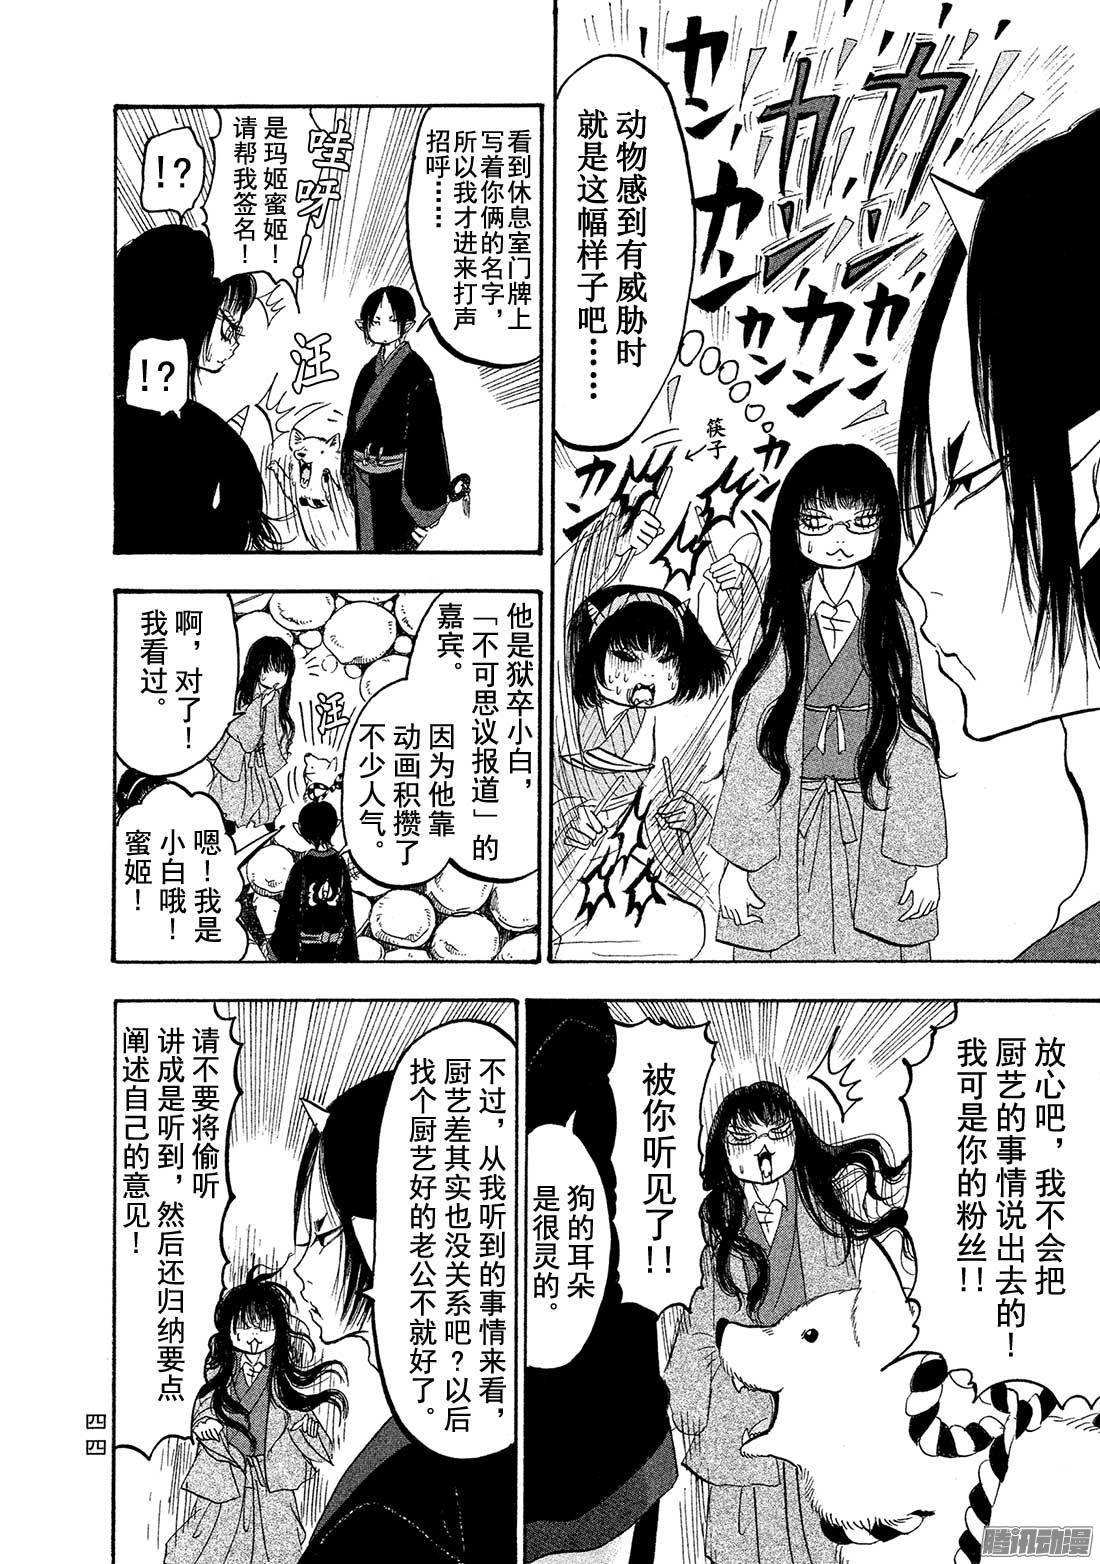 动物感到有威胁时
就是这幅样子吧……
カ
カ
カ
カン
カン
カン
カン
カン
カン
カン
筷子
看到休息室门牌上
写着你俩的名字，
所以我才进来打声
招呼……
哇呀！
是玛姬蜜姬！
请帮我签名！
汪
!?
!?
他是狱卒小白，
「不可思议报道」的
嘉宾。
因为他靠
动画积攒了
不少人气。
汪
啊，对了！
我看过。
嗯！我是
小白哦！
蜜姬！
放心吧，我不会把
厨艺的事情说出去的！
我可是你的粉丝!!
被你听见了!!
狗的耳朵
是很灵的。
不过，从我听到的事情来看，
厨艺差其实也没关系吧？以后
找个厨艺好的老公不就好了。
请不要将偷听
讲成是听到，然后还归纳要点
阐述自己的意见！
四四
腾讯动漫